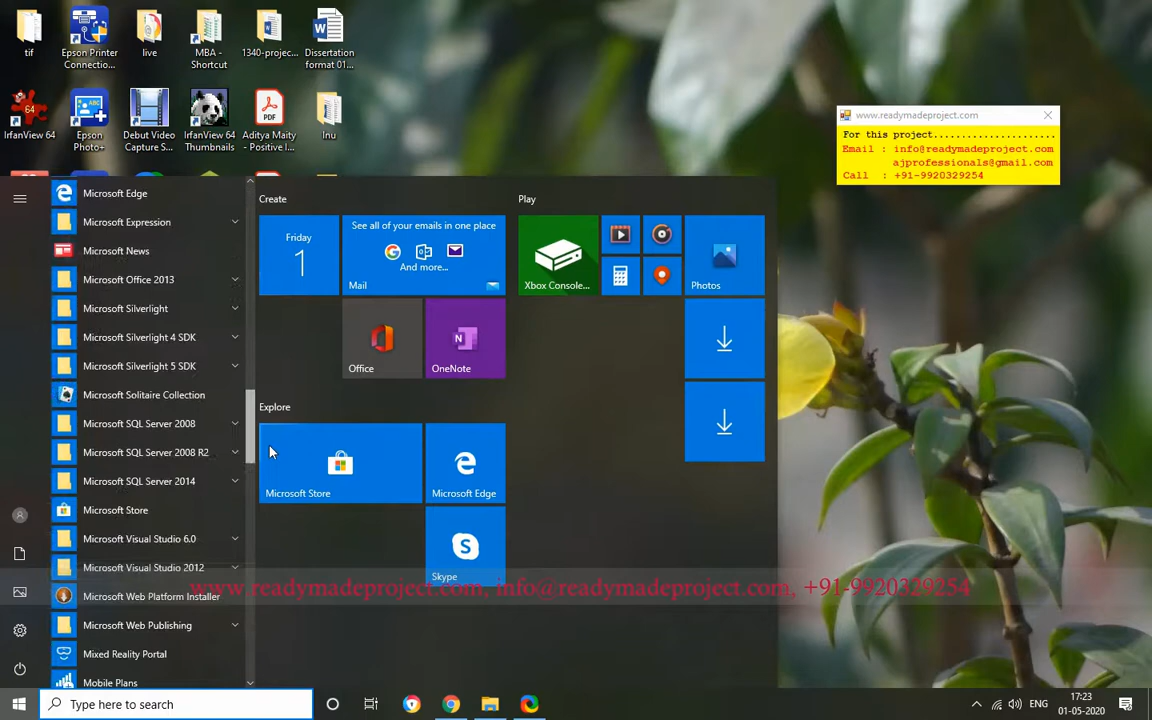 tif
Epson Printer
Connectio...
live
MBA -
Shortcut
1340-projec...
Dissertation
format 01...
64
IrfanView 64
Epson
Photo+
Debut Video
Capture S...
IrfanView 64
Thumbnails
PDF
Aditya Maity
- Positive I...
Inu
www.readymadeproject.com
For this project......................
Email : info@readymadeproject.com
ajprofessionals@gmail.com
Call : +91-9920329254
Microsoft Edge
Microsoft Expression
Microsoft News
Microsoft Office 2013
Microsoft Silverlight
Microsoft Silverlight 4 SDK
Microsoft Silverlight 5 SDK
Microsoft Solitaire Collection
Microsoft SQL Server 2008
Microsoft SQL Server 2008 R2
Microsoft SQL Server 2014
Microsoft Store
Microsoft Visual Studio 6.0
Microsoft Visual Studio 2012
Microsoft Web Platform Installer
Microsoft Web Publishing
Mixed Reality Portal
Mobile Plans
Create
Friday
1
See all of your emails in one place
And more...
Mail
Office
OneNote
Explore
Microsoft Store
Microsoft Edge
Skype
Play
Xbox Console...
Photos
www.readymadeproject.com, info@readymadeproject.com, +91-9920329254
Type here to search
ENG
17:23
01-05-2020